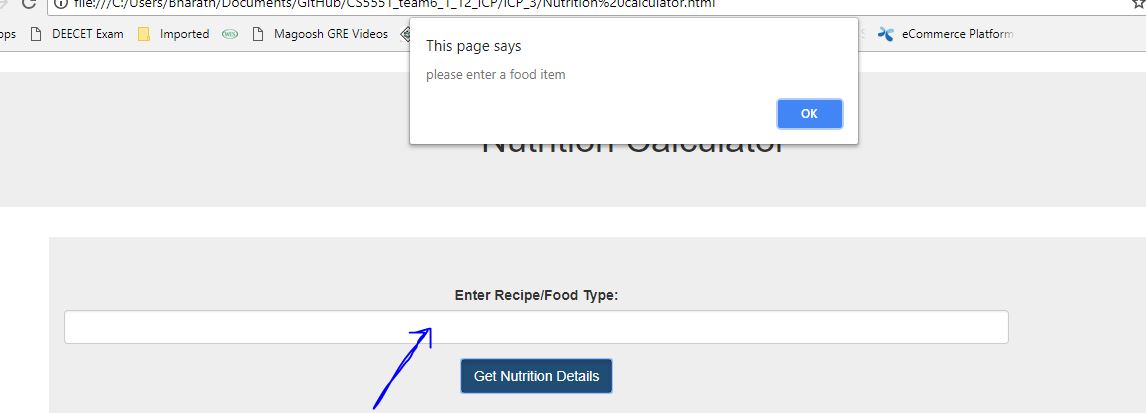 file:///C:/Users/Bharath/Documents/GitHub/CS5551_team6_1_12_ICP/ICP_3/Nutrition%20calculator.html
DEECET Exam Imported Magoosh GRE Videos eCommerce Platform
This page says
please enter a food item
OK
Nutrition Calculator
Enter Recipe/Food Type:
Get Nutrition Details